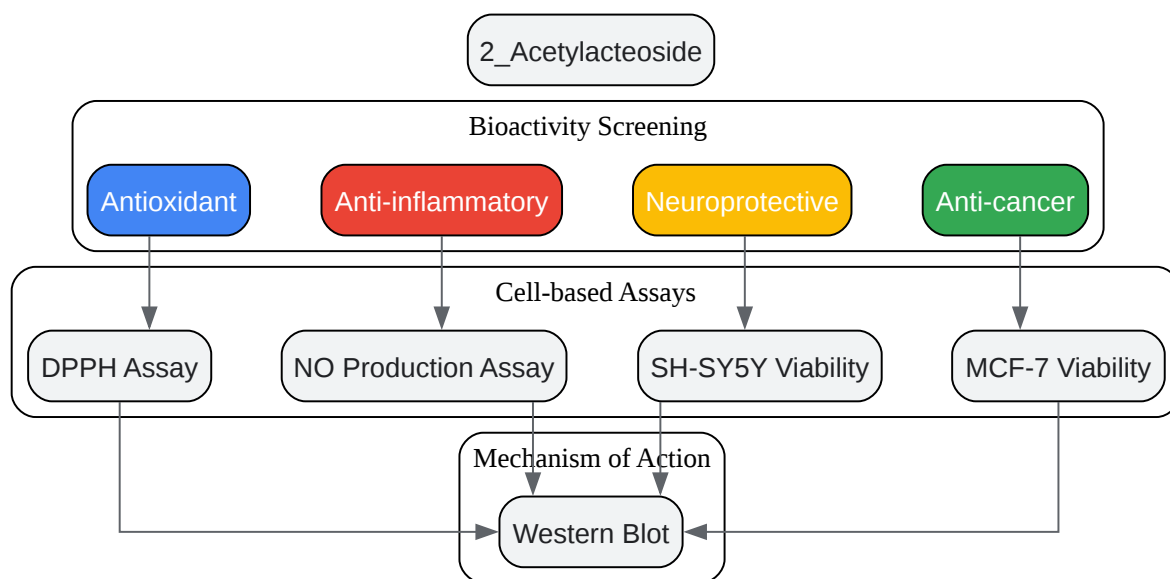 2_Acetylacteoside
Bioactivity Screening
Antioxidant
Anti-inflammatory
Neuroprotective
Anti-cancer
Cell-based Assays
DPPH Assay
NO Production Assay
SH-SY5Y Viability
MCF-7 Viability
Mechanism of Action
Western Blot